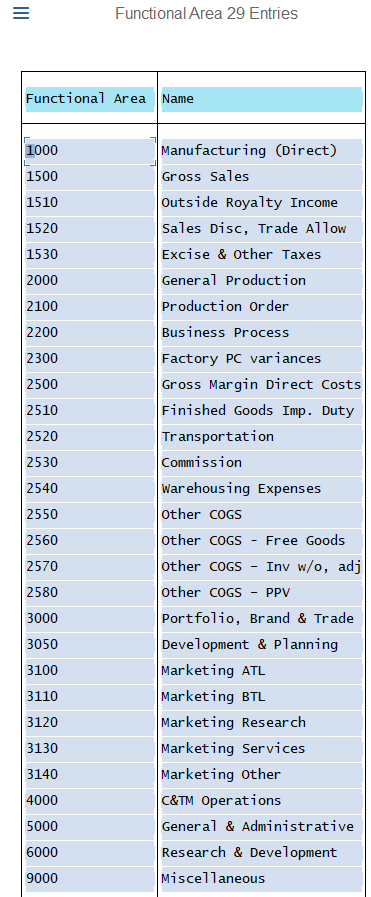 Functional Area 29 Entries
Functional Area Name
1000 Manufacturing (Direct)
1500 Gross Sales
1510 Outside Royalty Income
1520 Sales Disc, Trade Allow
1530 Excise & Other Taxes
2000 General Production
2100 Production Order
2200 Business Process
2300 Factory PC variances
2500 Gross Margin Direct Costs
2510 Finished Goods Imp. Duty
2520 Transportation
2530 Commission
2540 Warehousing Expenses
2550 Other COGS
2560 Other COGS - Free Goods
2570 Other COGS - Inv w/o, adj
2580 Other COGS - PPV
3000 Portfolio, Brand & Trade
3050 Development & Planning
3100 Marketing ATL
3110 Marketing BTL
3120 Marketing Research
3130 Marketing Services
3140 Marketing Other
4000 C&TM Operations
5000 General & Administrative
6000 Research & Development
9000 Miscellaneous